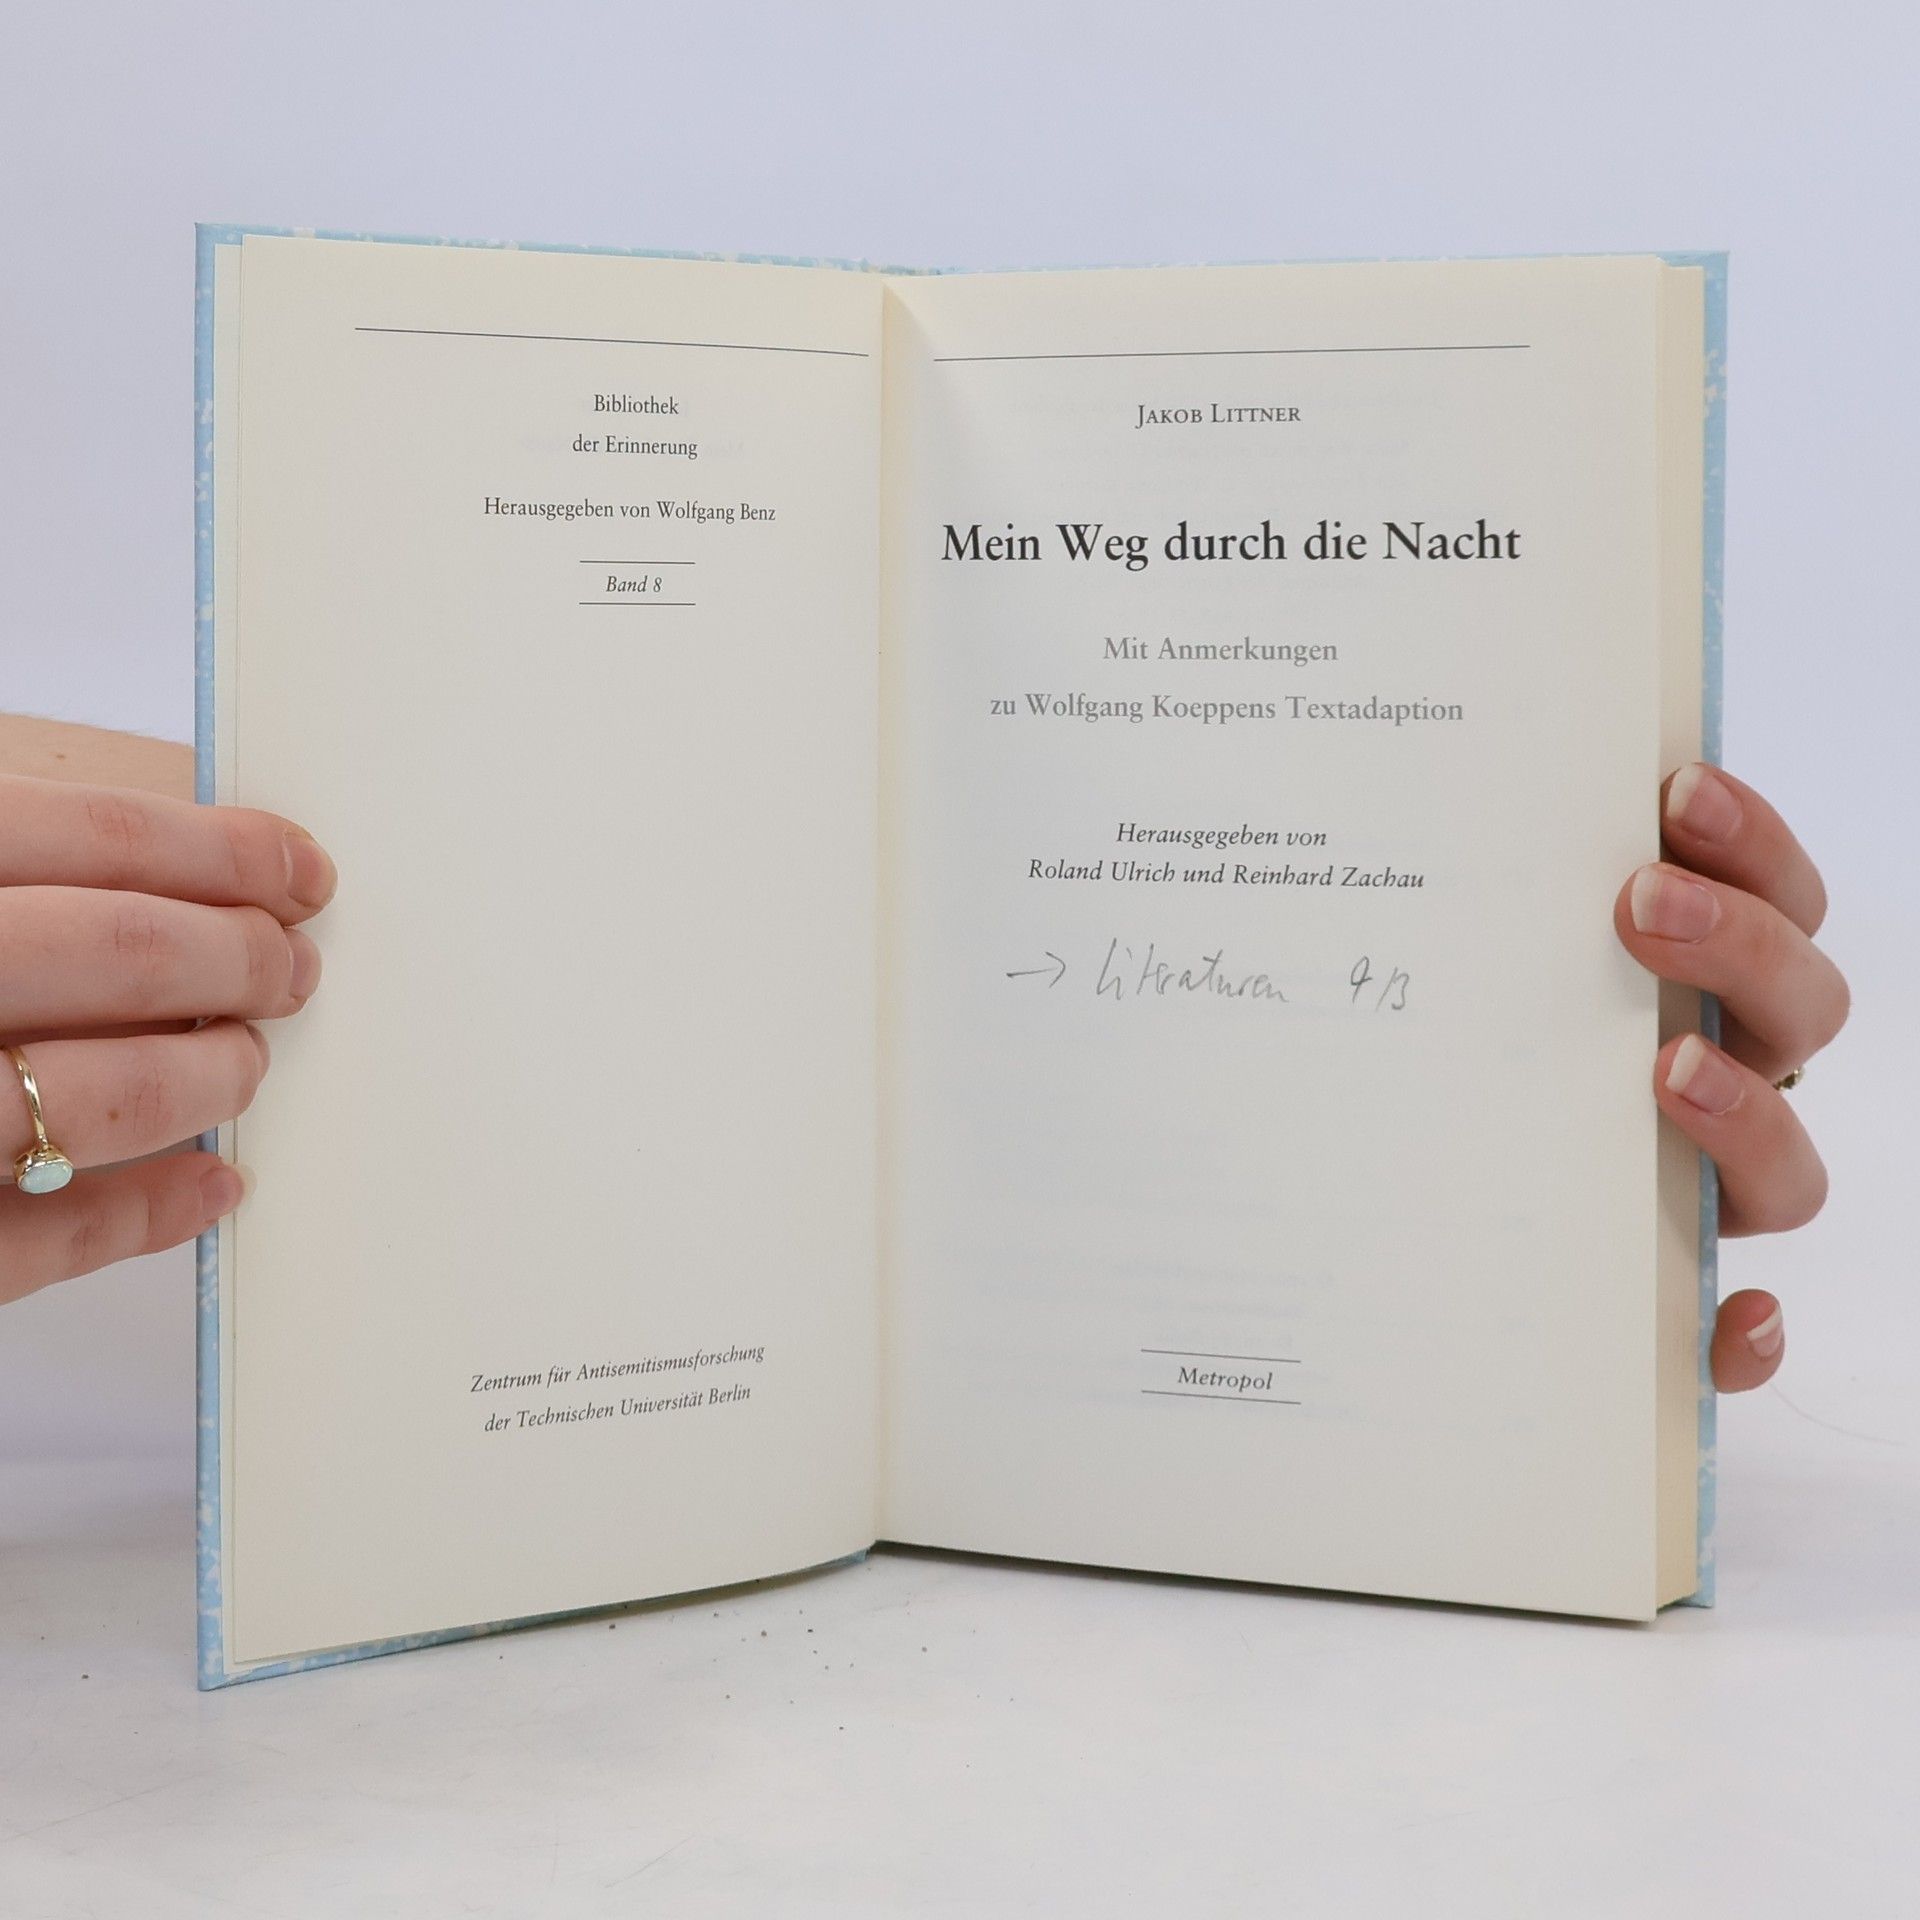 Bibliothek
der Erinnerung
Herausgegeben von Wolfgang Benz
Band 8
Zentrum für Antisemitismusforschung
der Technischen Universität Berlin
JAKOB LITTNER
Mein Weg durch die Nacht
Mit Anmerkungen
zu Wolfgang Koeppens Textadaption
Herausgegeben von
Roland Ulrich und Reinhard Zachau
→ Literaturen
Metropol